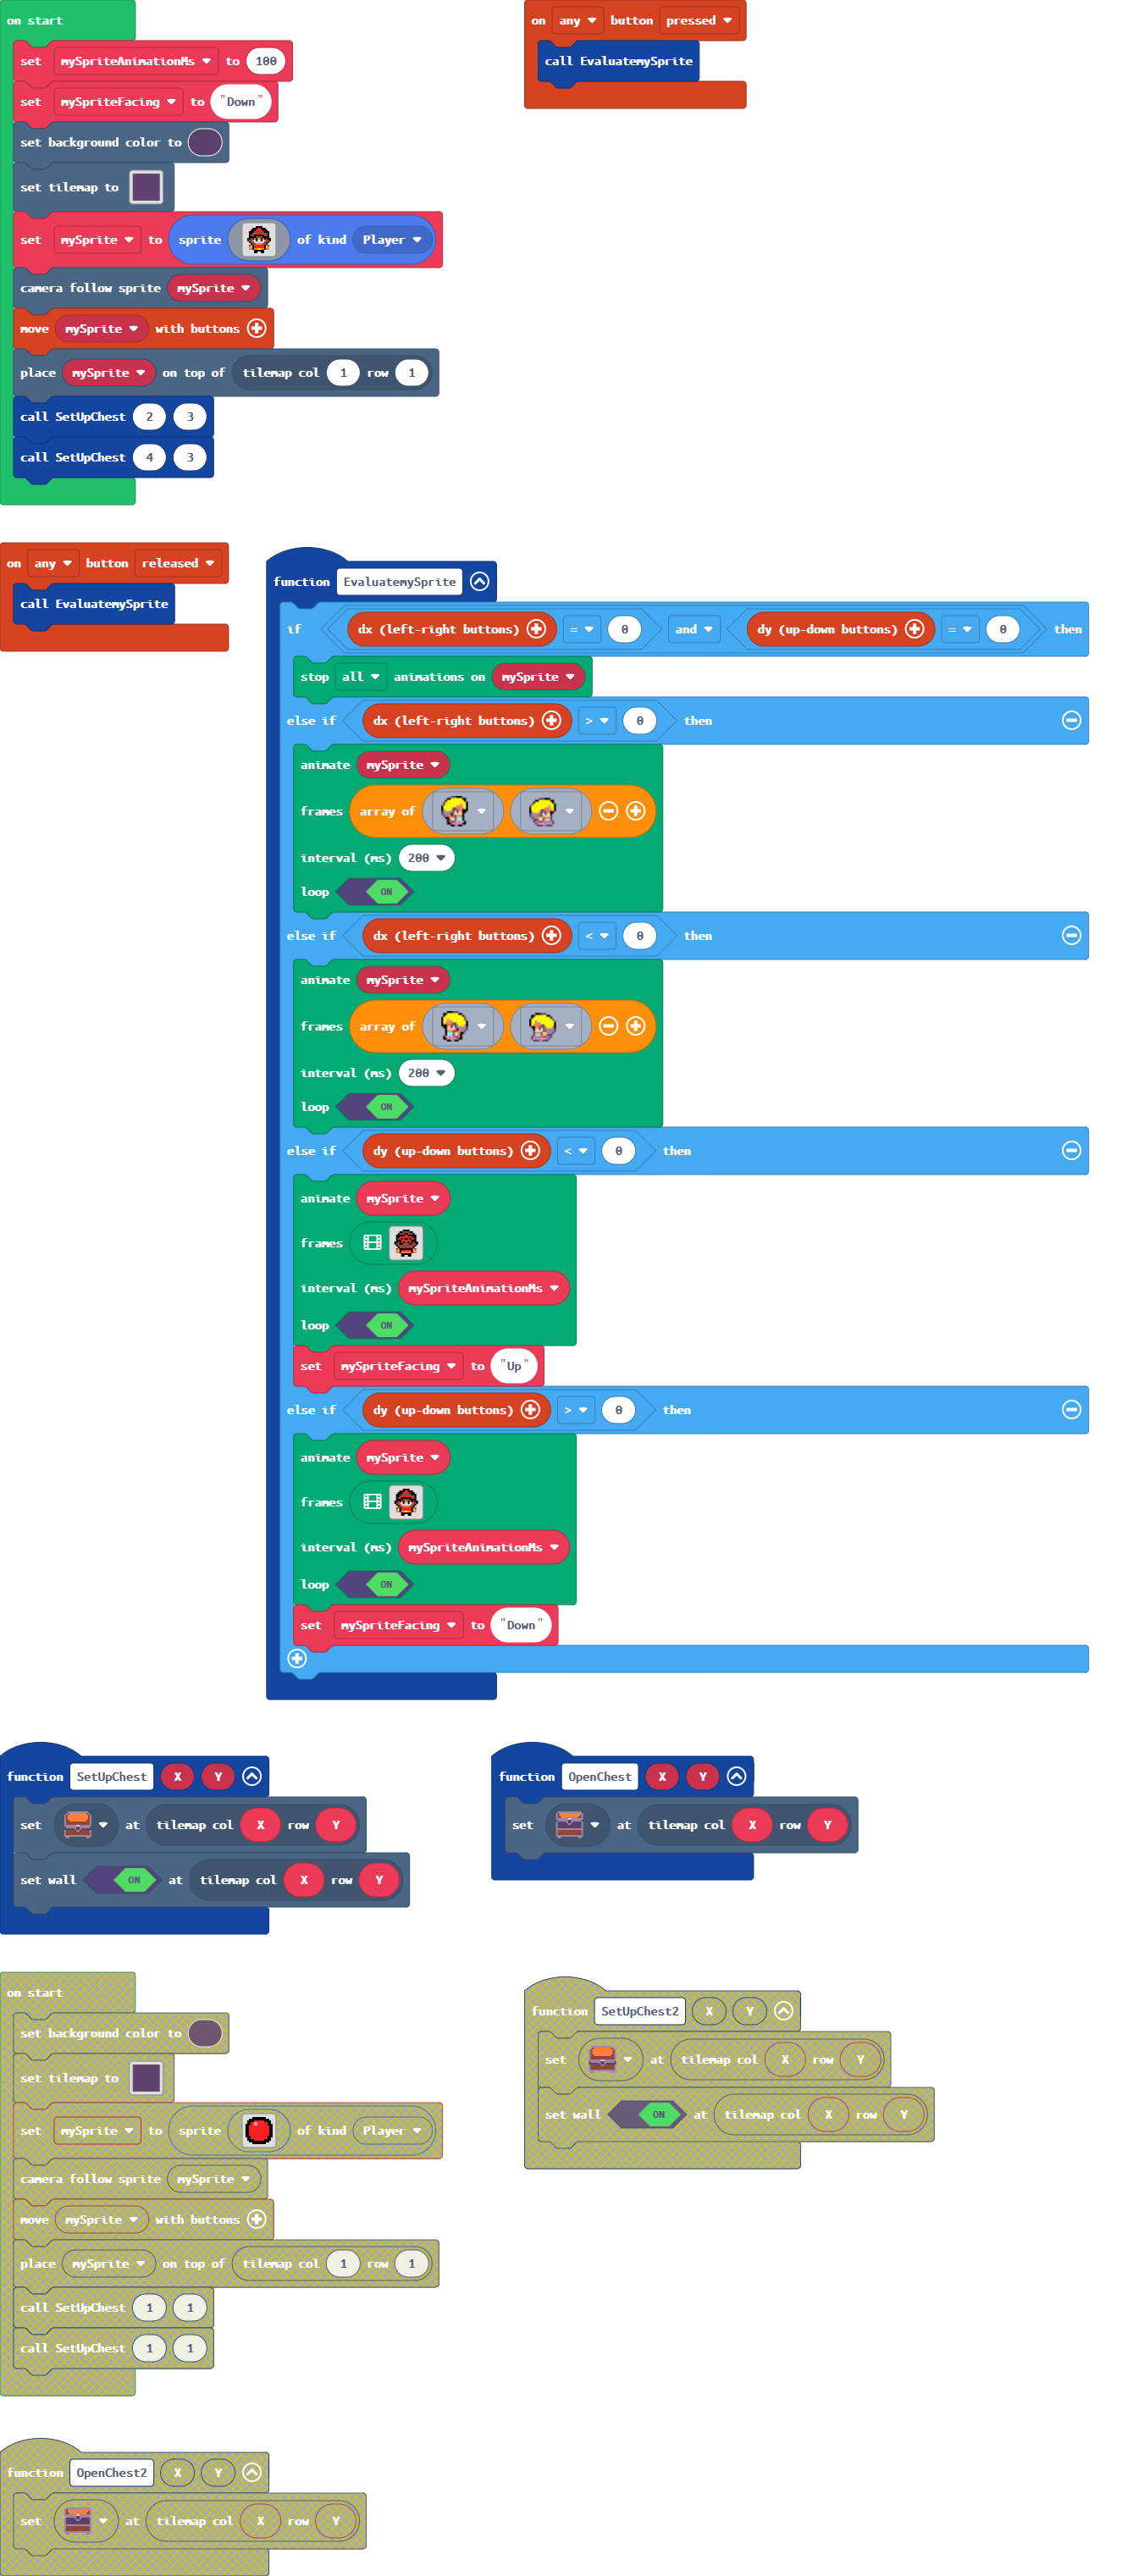 on start
set mySpriteAnimationMs to 100
set mySpriteFacing to "Down"
set background color to
set tilemap to
set mySprite to sprite of kind Player
camera follow sprite mySprite
move mySprite with buttons
place mySprite on top of tilemap col 1 row 1
call SetUpChest 2 3
call SetUpChest 4 3
on any button pressed
call EvaluatemySprite
on any button released
call EvaluatemySprite
function EvaluatemySprite
if dx (left-right buttons) = 0 and dy (up-down buttons) = 0 then
stop all animations on mySprite
else if dx (left-right buttons) > 0 then
animate mySprite
frames array of
interval (ms) 200
loop ON
else if dx (left-right buttons) < 0 then
animate mySprite
frames array of
interval (ms) 200
loop ON
else if dy (up-down buttons) < 0 then
animate mySprite
frames
interval (ms) mySpriteAnimationMs
loop ON
set mySpriteFacing to "Up"
else if dy (up-down buttons) > 0 then
animate mySprite
frames
interval (ms) mySpriteAnimationMs
loop ON
set mySpriteFacing to "Down"
function SetUpChest X Y
set at tilemap col X row Y
set wall ON at tilemap col X row Y
function OpenChest X Y
set at tilemap col X row Y
on start
set background color to
set tilemap to
set mySprite to sprite of kind Player
camera follow sprite mySprite
move mySprite with buttons
place mySprite on top of tilemap col 1 row 1
call SetUpChest 1 1
call SetUpChest 1 1
function SetUpChest2 X Y
set at tilemap col X row Y
set wall ON at tilemap col X row Y
function OpenChest2 X Y
set at tilemap col X row Y